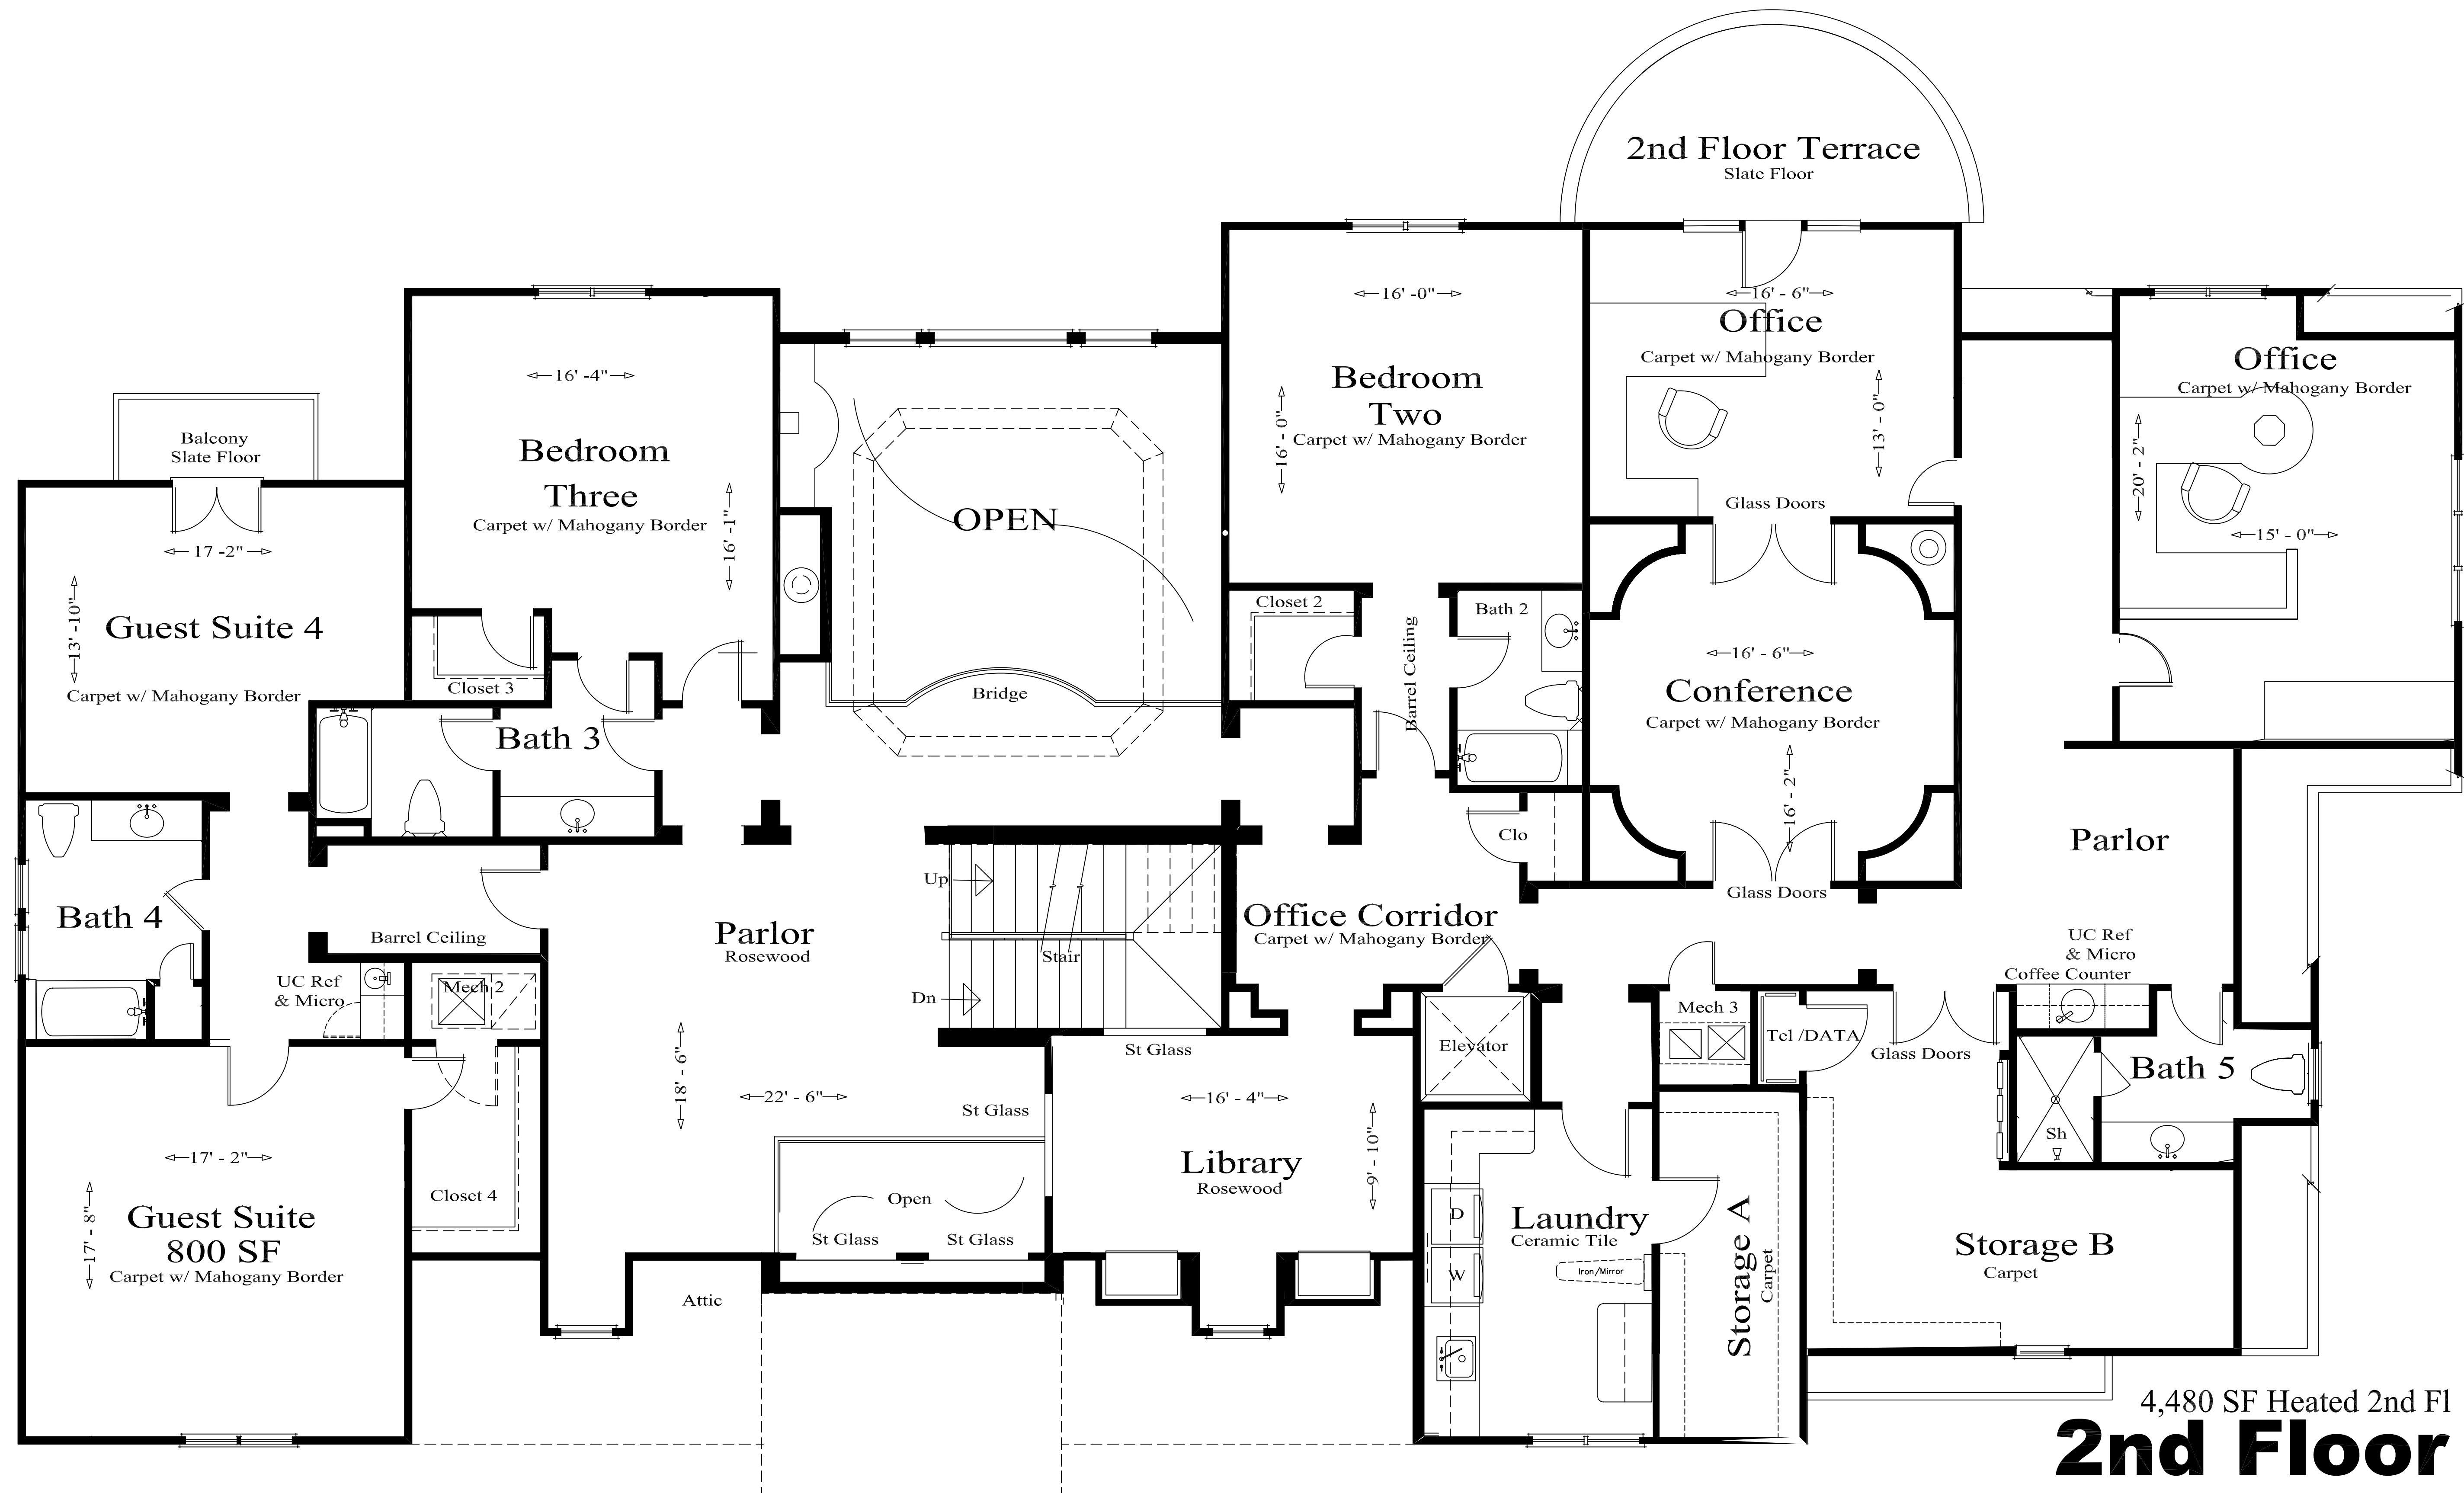 2nd Floor Terrace
Slate Floor
16' -0"
16' - 6"
Office
Carpet w/ Mahogany Border
Office
Carpet w/ Mahogany Border
16' -4"
Bedroom
Two
Carpet w/ Mahogany Border
16' - 0"
13' - 0"
20' - 2"
15' - 0"
Balcony
Slate Floor
Bedroom
Three
Carpet w/ Mahogany Border
16' -1"
OPEN
Glass Doors
17 -2"
13' -10"
Guest Suite 4
Carpet w/ Mahogany Border
Closet 2
Barrel Ceiling
Bath 2
16' - 6"
Conference
Carpet w/ Mahogany Border
16' - 2"
Closet 3
Bridge
Bath 3
Clo
Parlor
Glass Doors
Up
Bath 4
Barrel Ceiling
Parlor
Rosewood
Stair
Office Corridor
Carpet w/ Mahogany Border
UC Ref
& Micro
Coffee Counter
UC Ref
& Micro
Mech 2
Dn
Mech 3
Elevator
Tel /DATA
Glass Doors
St Glass
Bath 5
18' - 6"
22' - 6"
St Glass
16' - 4"
9' - 10"
Sh
17' - 2"
17' - 8"
Library
Rosewood
Closet 4
Open
St Glass
St Glass
Guest Suite
800 SF
Carpet w/ Mahogany Border
D
W
Laundry
Ceramic Tile
Iron/Mirror
Storage A
Carpet
Storage B
Carpet
Attic
4,480 SF Heated 2nd Fl
2nd Floor